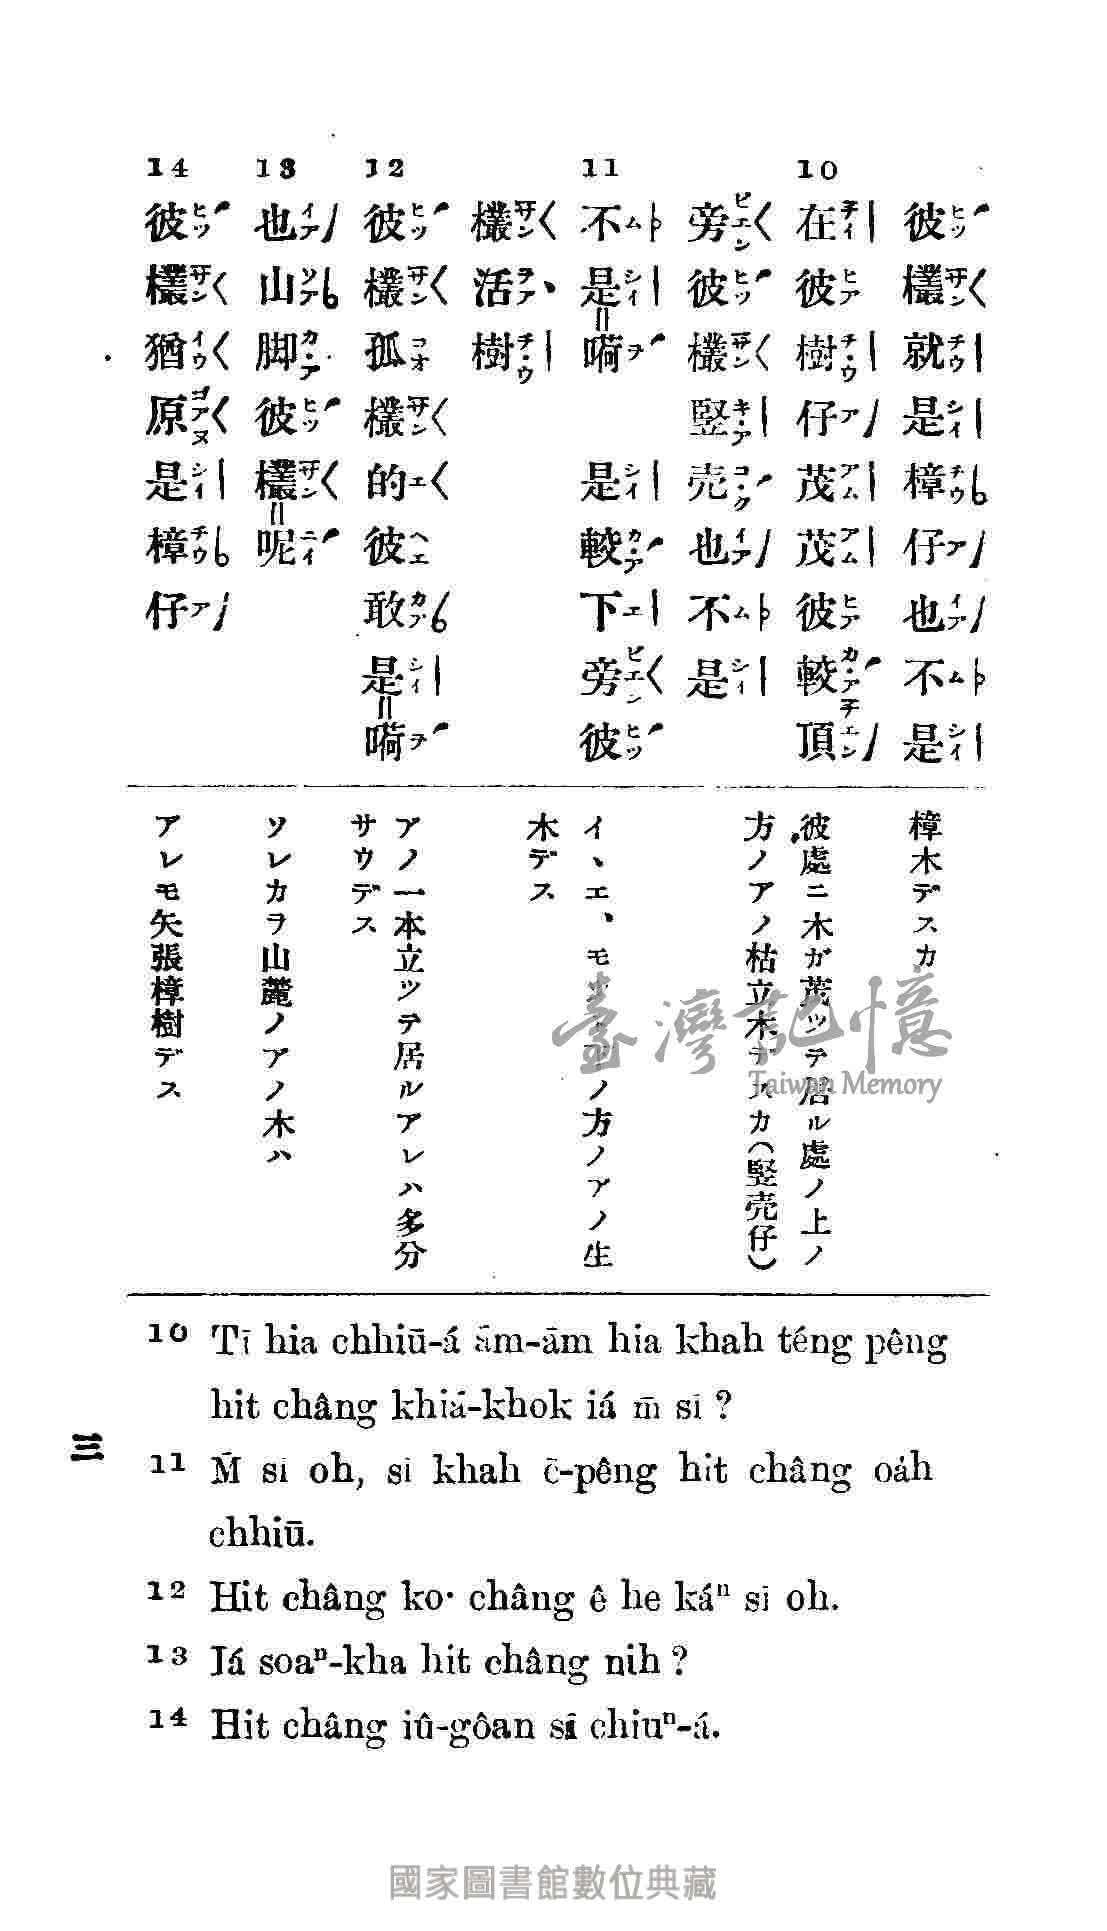 彼欉就是樟仔也不是
10 在彼樹仔茂茂彼較頂
旁彼欉竪売也不是
11 不是嗬 是較下旁彼
欉活樹
12 彼欉孤欉的彼敢是嗬
13 也山脚彼欉呢
14 彼欉猶原是樟仔
樟木デスカ
彼處ニ木ガ茂ツテ居ル處ノ上ノ
方ノアノ枯立木デスカ(竪売仔)
イヽエ、モツト下ノ方ノアノ生
木デス
アノ一本立ツテ居ルアレハ多分
サウデス
ソレカヲ山麓ノアノ木ハ
アレモ矢張樟樹デス
10 Tī hia chhiū-á ām-ām hia khah téng pêng
hit châng khiá-khok iá m̄ sī ?
11 M̄ sī oh, sī khah ē-pêng hit châng oa̍h
chhiū.
12 Hit châng ko· châng ê he káⁿ sī oh.
13 Iá soaⁿ-kha hit châng nih ?
14 Hit châng iû-gôan sī chiuⁿ-á.
三
臺灣記憶
Taiwan Memory
國家圖書館數位典藏